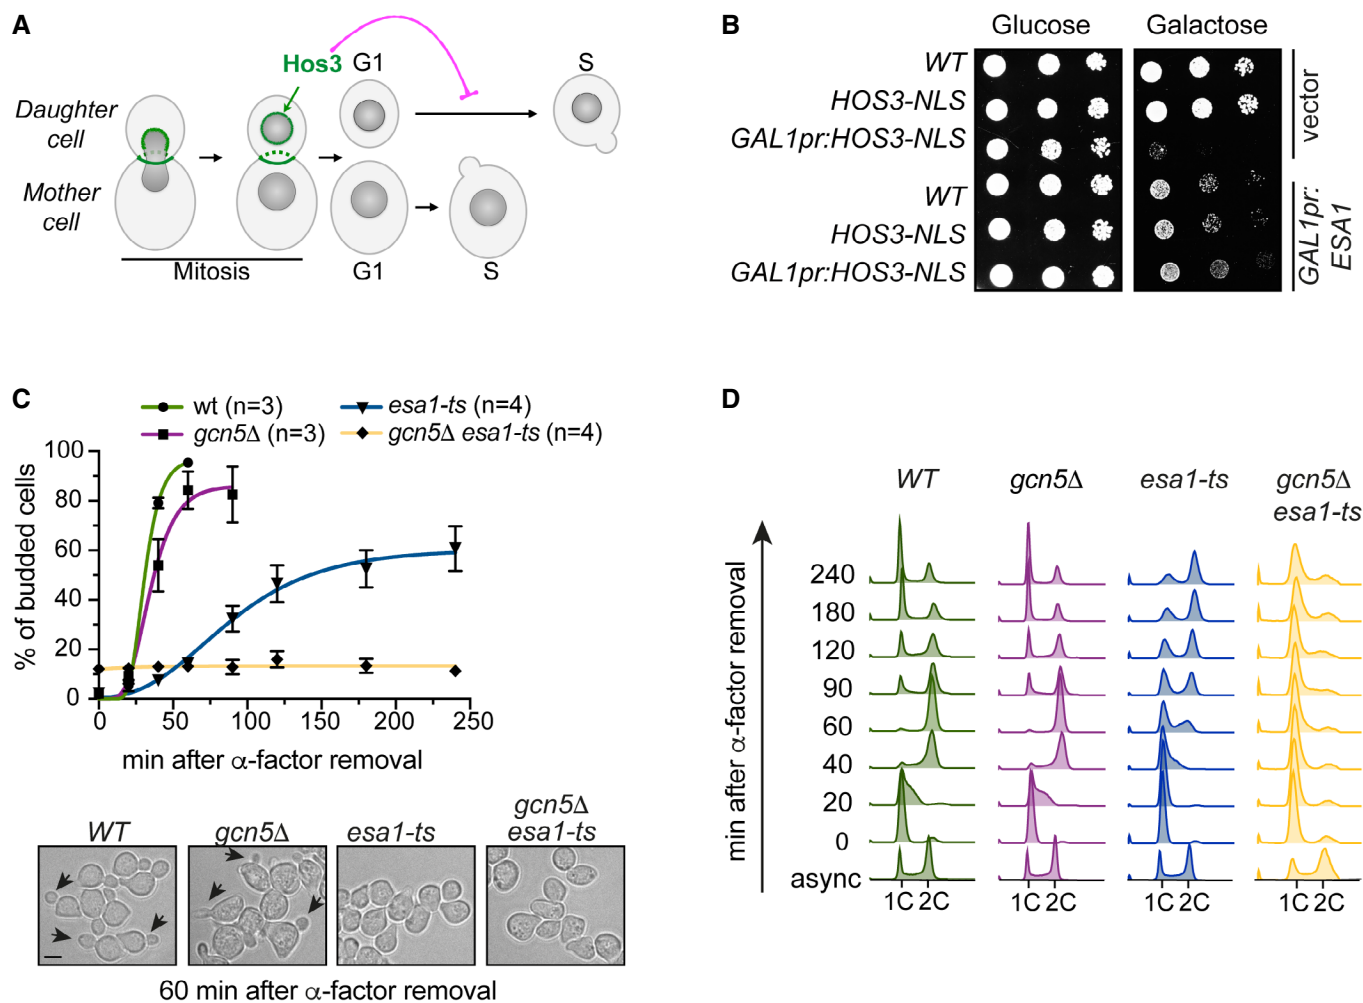 A
Hos3
G1
S
Daughter
cell
Mother
cell
Mitosis
G1
S
B
Glucose
Galactose
WT
HOS3-NLS
GAL1pr:HOS3-NLS
WT
HOS3-NLS
GAL1pr:HOS3-NLS
vector
GAL1pr:
ESA1
C
wt (n=3)
esa1-ts (n=4)
gcn5Δ (n=3)
gcn5Δ esa1-ts (n=4)
% of budded cells
100
80
60
40
20
0
0
50
100
150
200
250
min after α-factor removal
WT
gcn5Δ
esa1-ts
gcn5Δ
esa1-ts
60 min after α-factor removal
D
WT
gcn5Δ
esa1-ts
gcn5Δ
esa1-ts
min after α-factor removal
240
180
120
90
60
40
20
0
async
1C 2C
1C 2C
1C 2C
1C 2C